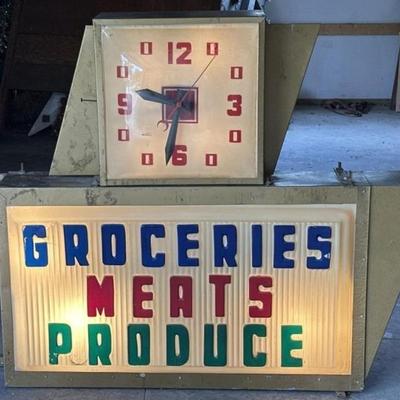 12
9 3
6
GROCERIES
MEATS
PRODUCE